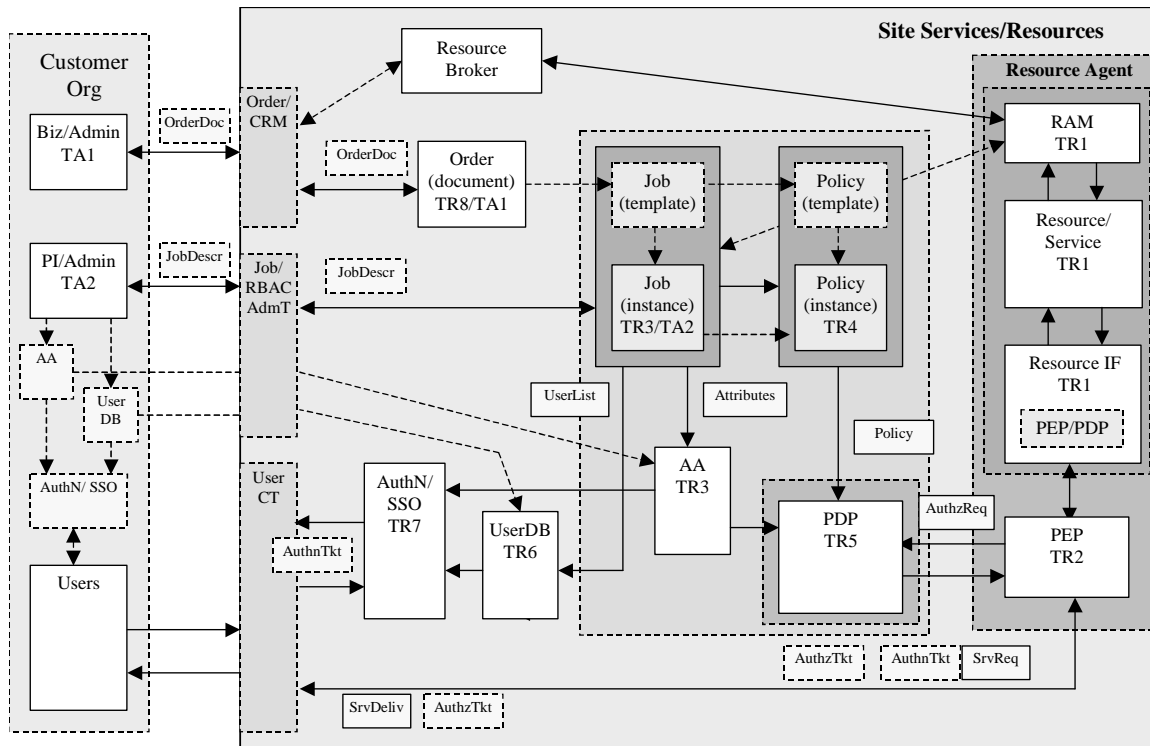 Site Services/Resources
Customer
Org
Biz/Admin
TA1
OrderDoc
Order/
CRM
Resource
Broker
OrderDoc
Order
(document)
TR8/TA1
Job
(template)
Policy
(template)
Resource Agent
RAM
TR1
Resource/
Service
TR1
PI/Admin
TA2
JobDescr
Job/
RBAC
AdmT
JobDescr
Job
(instance)
TR3/TA2
Policy
(instance)
TR4
Resource IF
TR1
PEP/PDP
AA
User
DB
UserList
Attributes
Policy
AuthN/ SSO
User
CT
AuthN/
SSO
TR7
AA
TR3
UserDB
TR6
PDP
TR5
AuthzReq
PEP
TR2
AuthnTkt
Users
AuthzTkt
AuthnTkt
SrvReq
SrvDeliv
AuthzTkt